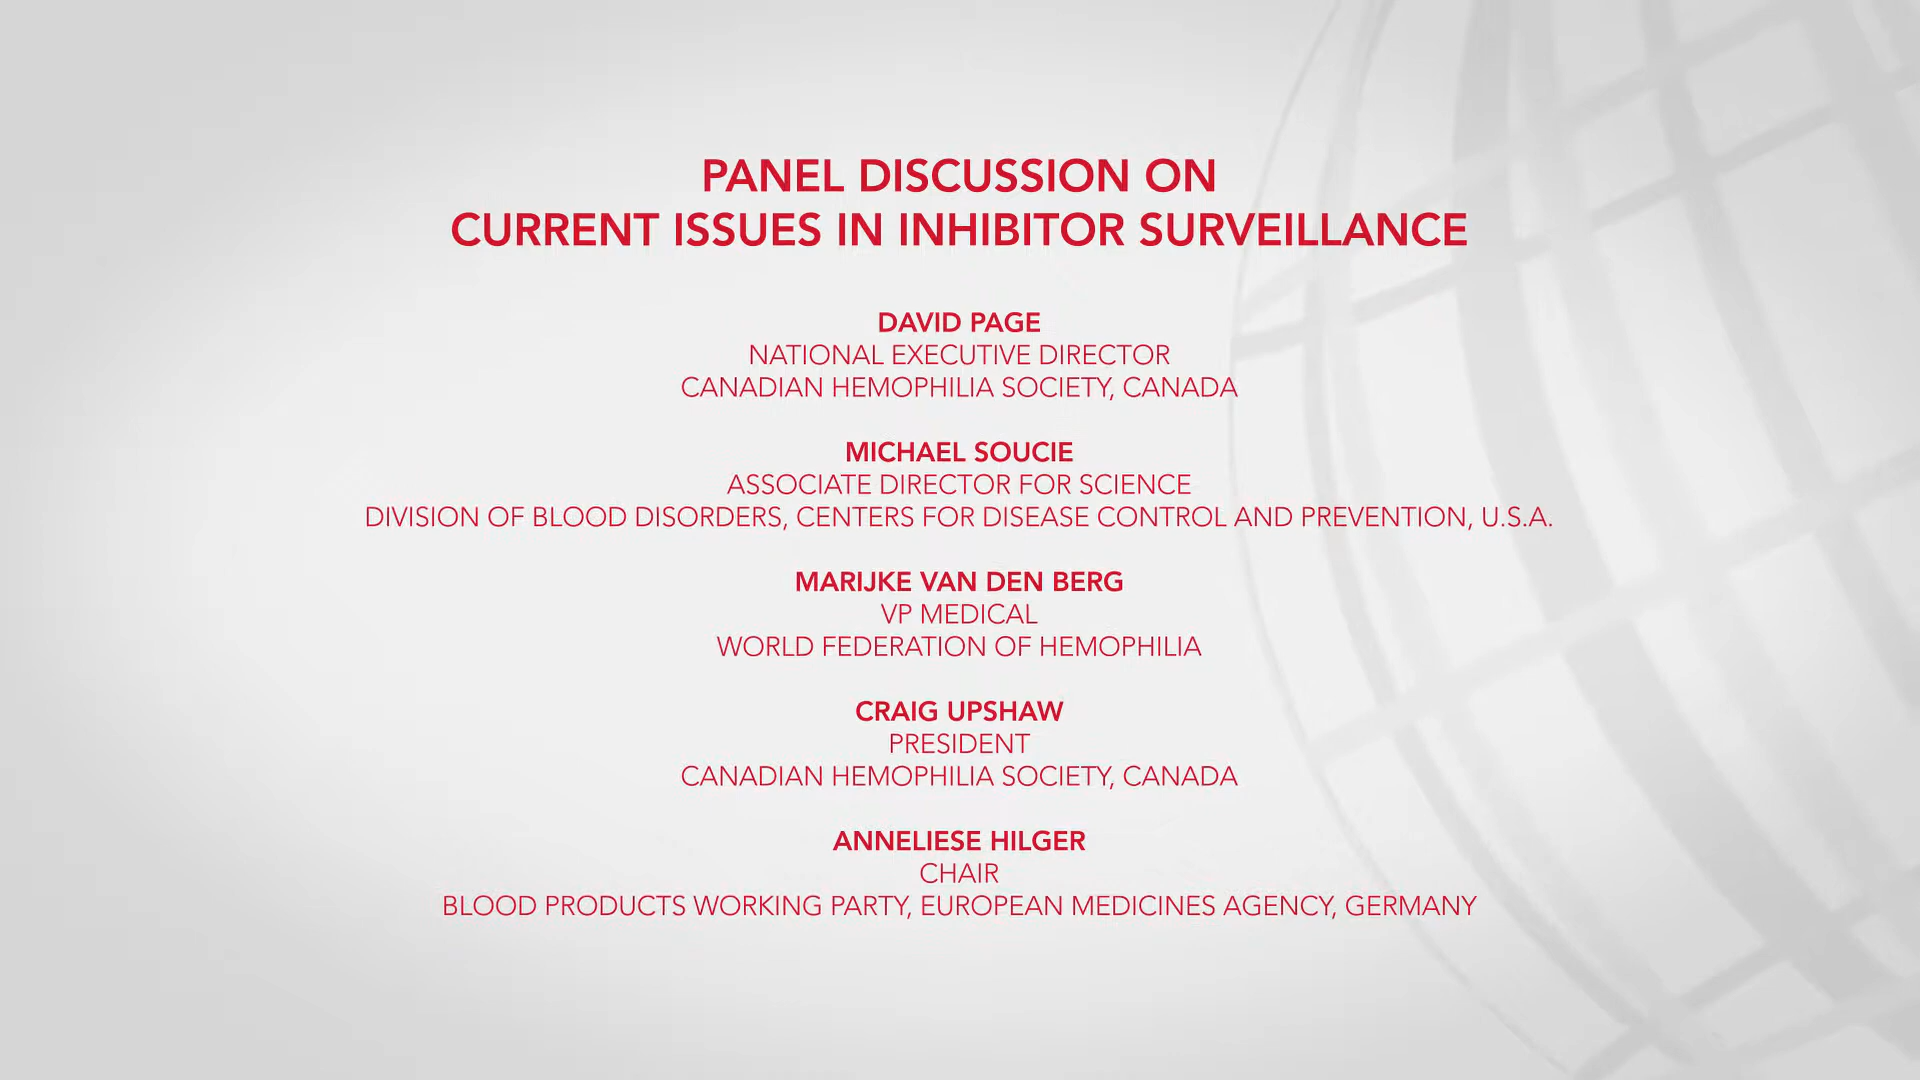 PANEL DISCUSSION ON
CURRENT ISSUES IN INHIBITOR SURVEILLANCE
DAVID PAGE
NATIONAL EXECUTIVE DIRECTOR
CANADIAN HEMOPHILIA SOCIETY, CANADA
MICHAEL SOUCIE
ASSOCIATE DIRECTOR FOR SCIENCE
DIVISION OF BLOOD DISORDERS, CENTERS FOR DISEASE CONTROL AND PREVENTION, U.S.A.
MARIJKE VAN DEN BERG
VP MEDICAL
WORLD FEDERATION OF HEMOPHILIA
CRAIG UPSHAW
PRESIDENT
CANADIAN HEMOPHILIA SOCIETY, CANADA
ANNELIESE HILGER
CHAIR
BLOOD PRODUCTS WORKING PARTY, EUROPEAN MEDICINES AGENCY, GERMANY